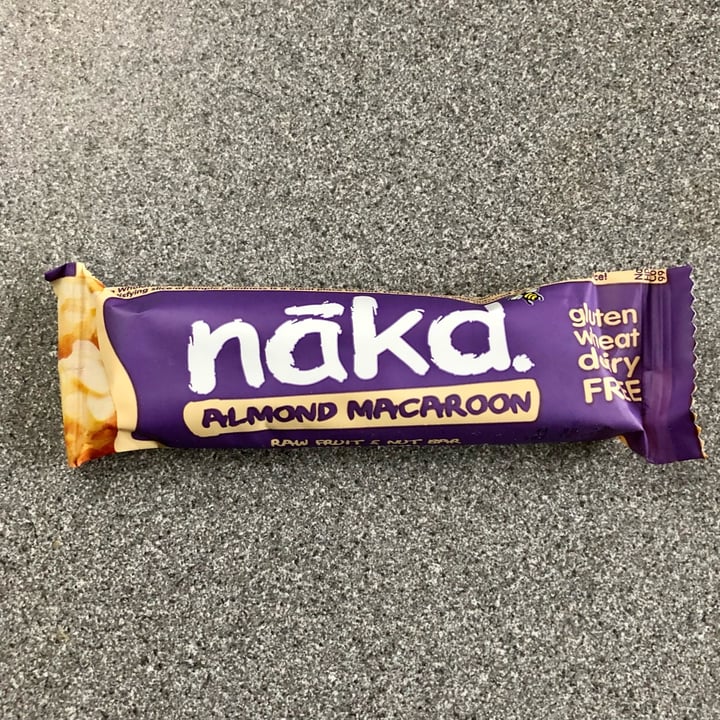 nākd.
ALMOND MACAROON
RAW FRUIT & NUT BAR
gluten
wheat
dairy
FREE